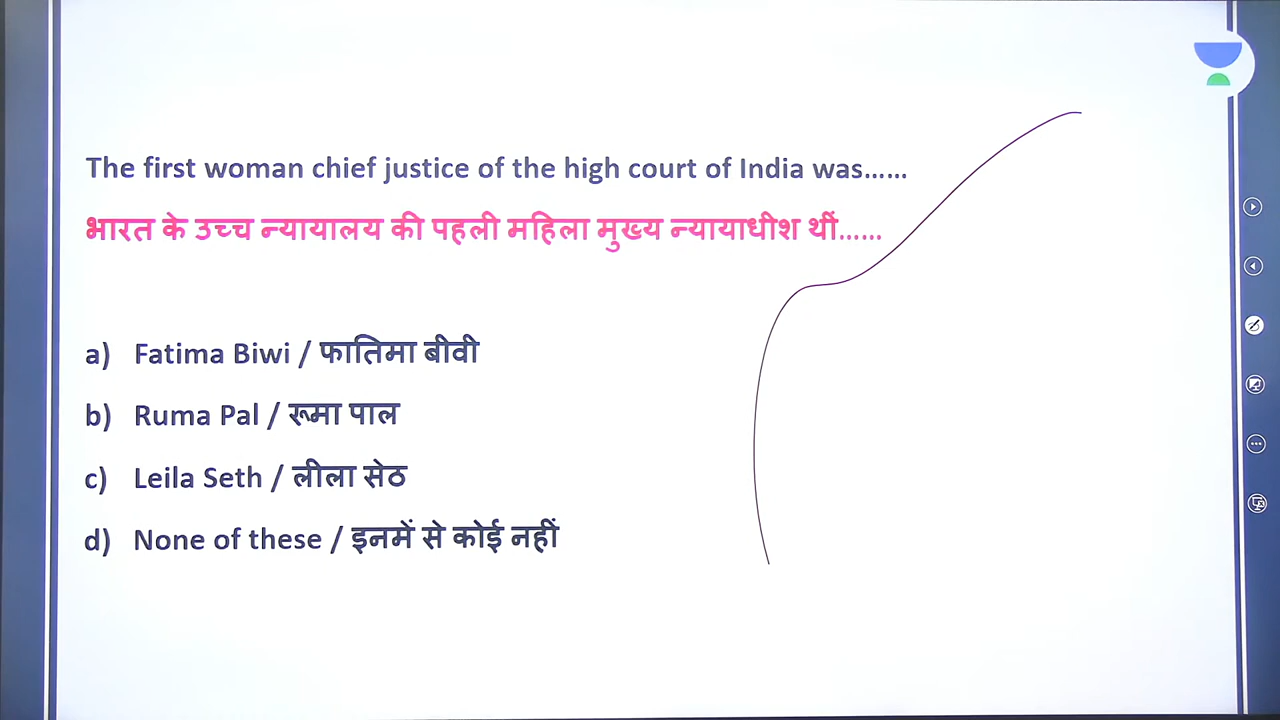 The first woman chief justice of the high court of India was......
भारत के उच्च न्यायालय की पहली महिला मुख्य न्यायाधीश थीं......
a) Fatima Biwi / फातिमा बीवी
b) Ruma Pal / रूमा पाल
c) Leila Seth / लीला सेठ
d) None of these / इनमें से कोई नहीं